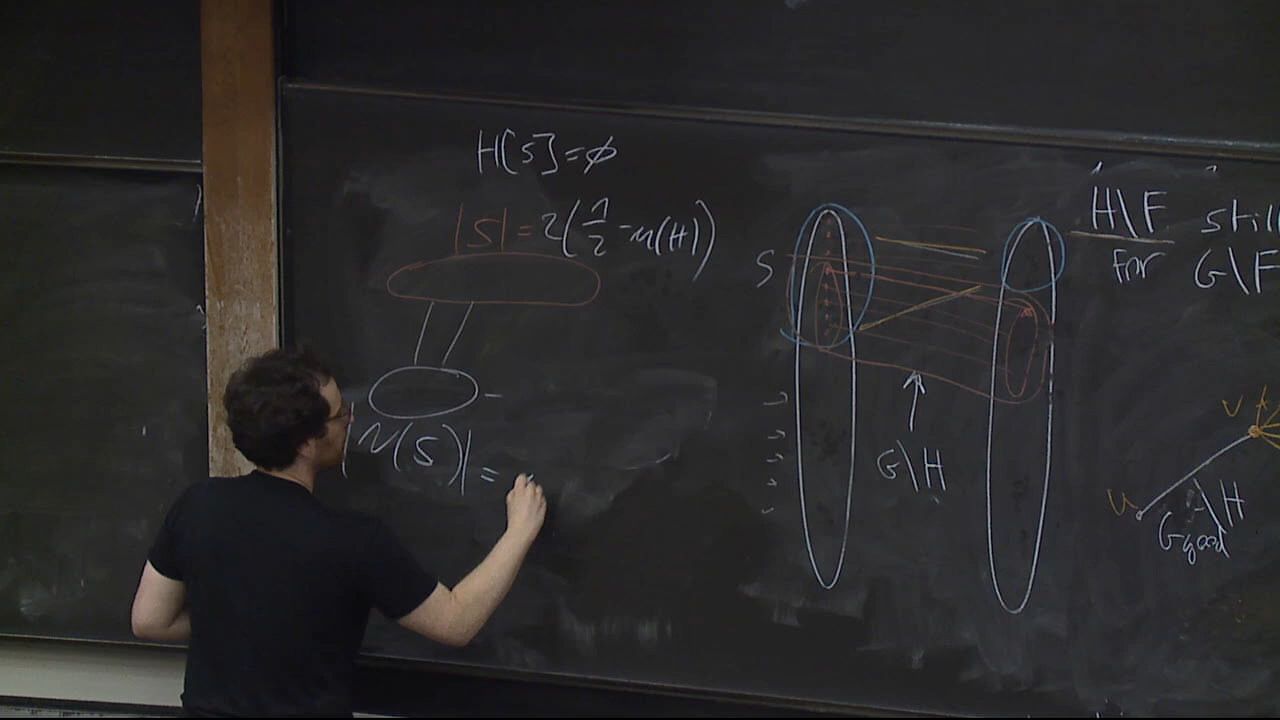 H[S]=∅
|S| = 2(n/2 - μ(H))
|N(S)| =
S
G\H
H\F still
for G\F
v
u
G\H
good